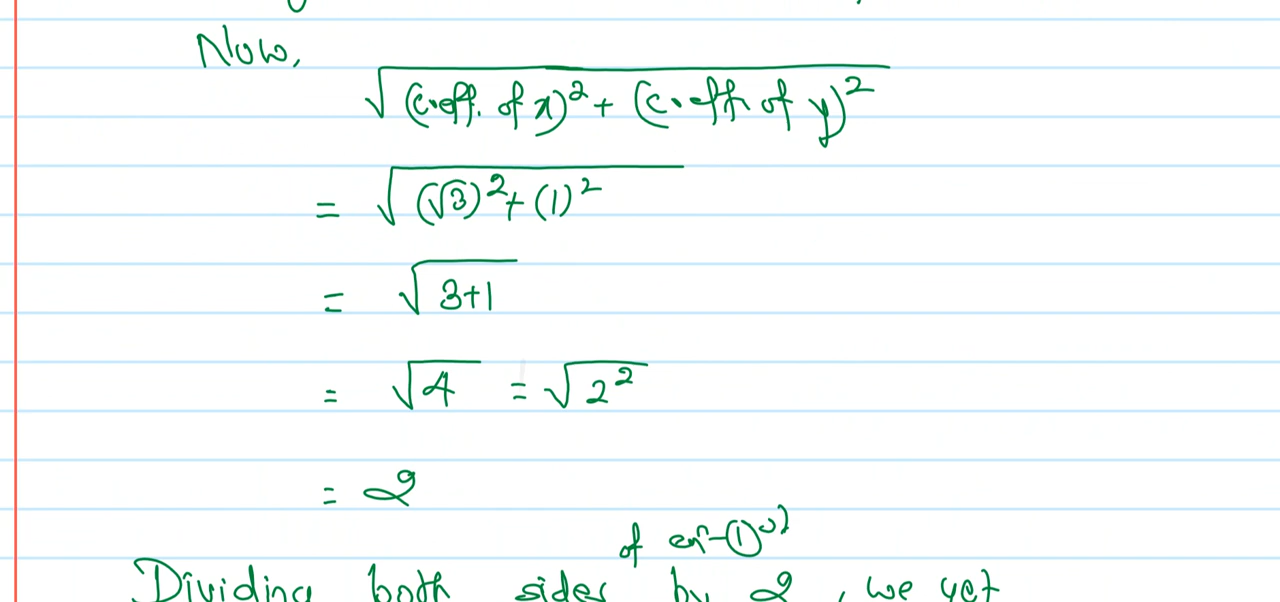 Now,
√(Coeff. of x)² + (Coeff. of y)²
= √(√3)² + (1)²
= √3+1
= √4 = √2²
= 2
of eqⁿ-①
Dividing both sides by 2, we get